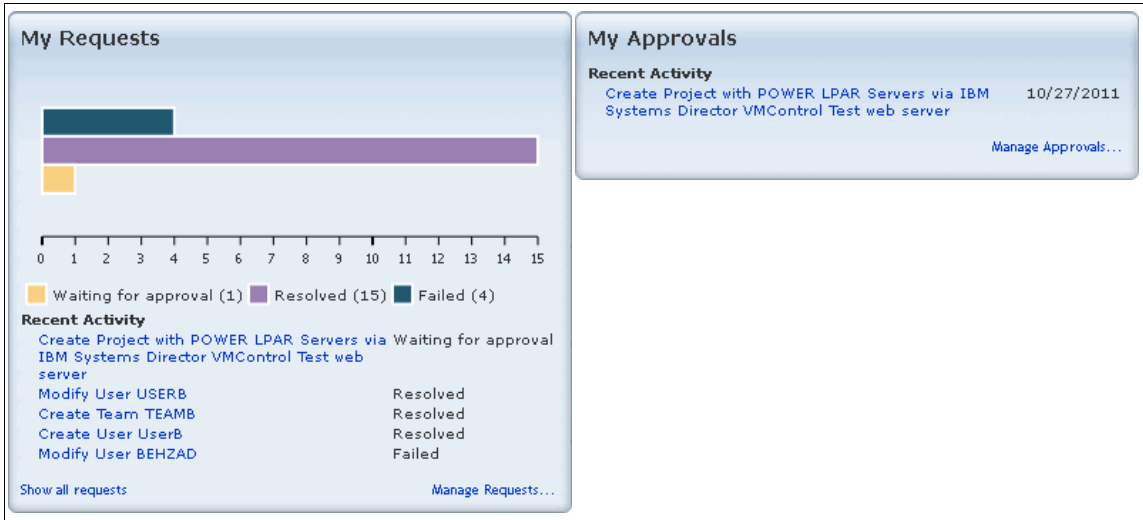 My Requests
0 1 2 3 4 5 6 7 8 9 10 11 12 13 14 15
Waiting for approval (1) Resolved (15) Failed (4)
Recent Activity
Create Project with POWER LPAR Servers via Waiting for approval
IBM Systems Director VMControl Test web
server
Modify User USERB Resolved
Create Team TEAMB Resolved
Create User UserB Resolved
Modify User BEHZAD Failed
Show all requests Manage Requests...
My Approvals
Recent Activity
Create Project with POWER LPAR Servers via IBM 10/27/2011
Systems Director VMControl Test web server
Manage Approvals...